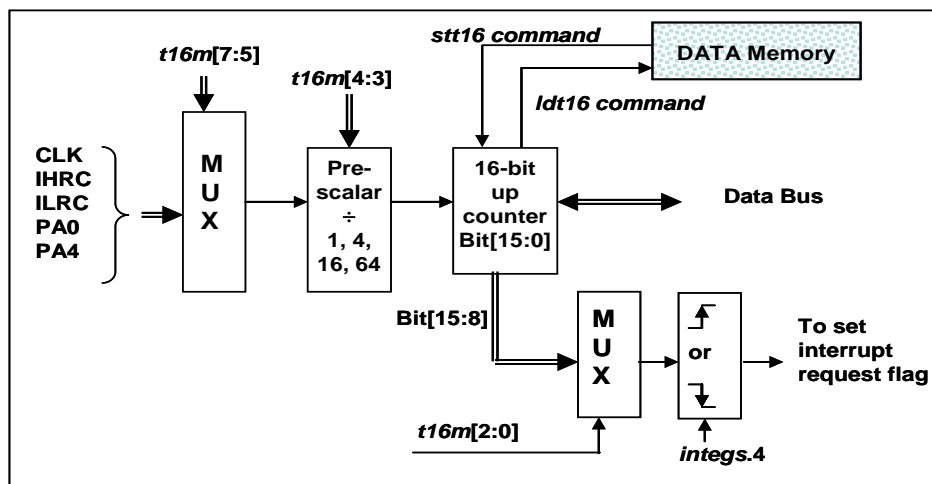 stt16 command
DATA Memory
t16m[7:5]
t16m[4:3]
ldt16 command
CLK
IHRC
ILRC
PA0
PA4
M
U
X
Pre-
scalar
÷
1, 4,
16, 64
16-bit
up
counter
Bit[15:0]
Data Bus
Bit[15:8]
M
U
X
or
To set
interrupt
request flag
t16m[2:0]
integs.4